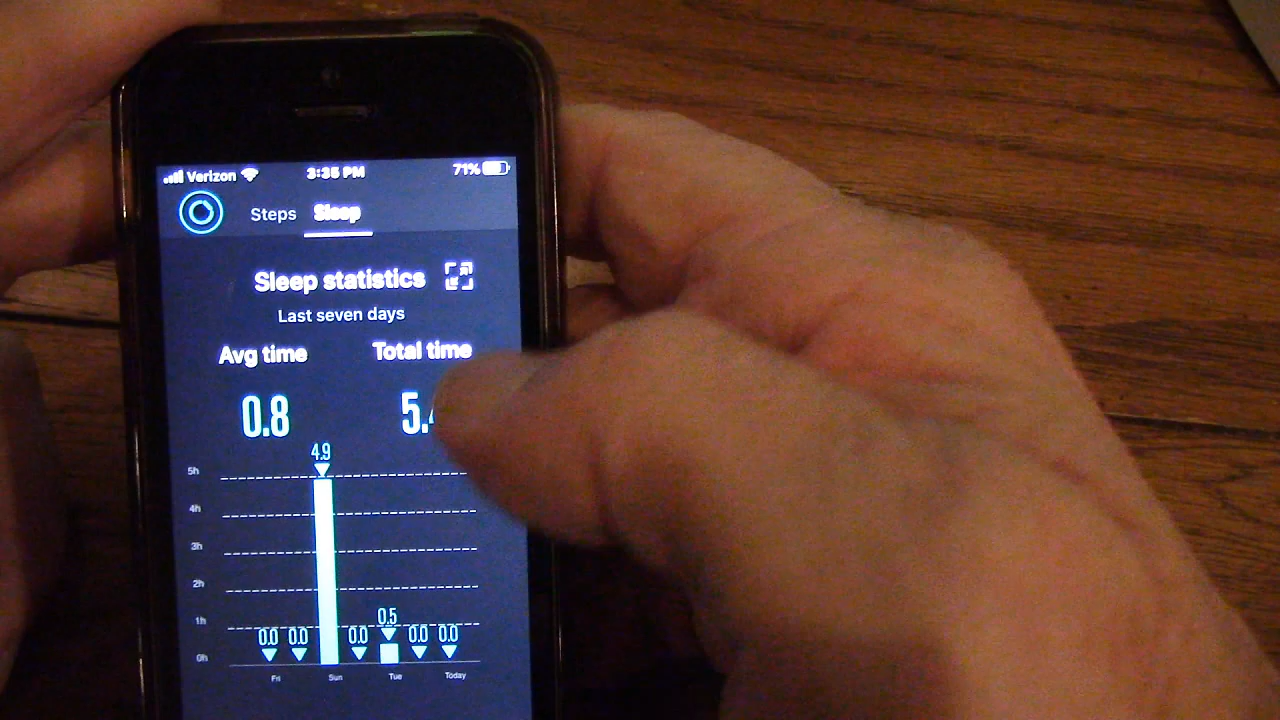 Verizon 3:35 PM 71%
Steps Sleep
Sleep statistics
Last seven days
Avg time Total time
0.8 5.
4.9
5h
4h
3h
2h
0.5
1h
0.0 0.0 0.0 0.0 0.0
0h
Fri Sun Tue Today